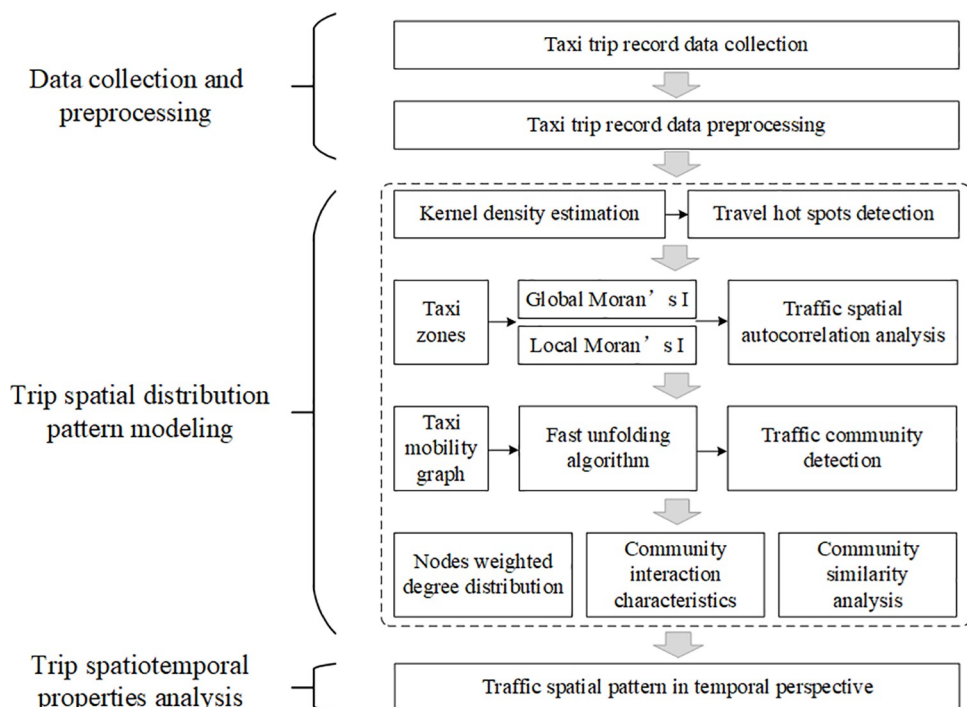 Data collection and
preprocessing
Taxi trip record data collection
Taxi trip record data preprocessing
Trip spatial distribution
pattern modeling
Kernel density estimation
Travel hot spots detection
Taxi
zones
Global Moran’s I
Local Moran’s I
Traffic spatial
autocorrelation analysis
Taxi
mobility
graph
Fast unfolding
algorithm
Traffic community
detection
Nodes weighted
degree distribution
Community
interaction
characteristics
Community
similarity
analysis
Trip spatiotemporal
properties analysis
Traffic spatial pattern in temporal perspective